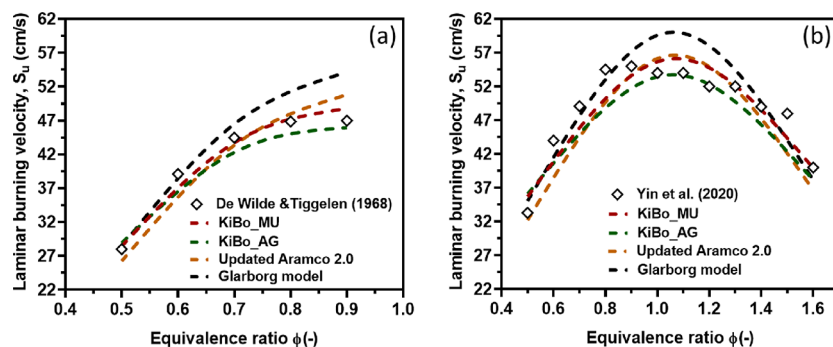 (a)
Laminar burning velocity, Su (cm/s)
62
57
52
47
42
37
32
27
22
De Wilde &Tiggelen (1968)
KiBo_MU
KiBo_AG
Updated Aramco 2.0
Glarborg model
0.4 0.5 0.6 0.7 0.8 0.9 1.0
Equivalence ratio ϕ(-)
(b)
Laminar burning velocity, Su (cm/s)
62
57
52
47
42
37
32
27
22
Yin et al. (2020)
KiBo_MU
KiBo_AG
Updated Aramco 2.0
Glarborg model
0.4 0.6 0.8 1.0 1.2 1.4 1.6
Equivalence ratio ϕ(-)